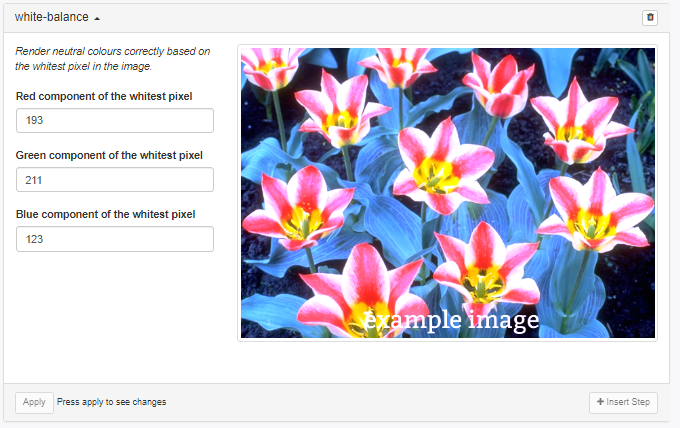 white-balance
Render neutral colours correctly based on
the whitest pixel in the image.
Red component of the whitest pixel
193
Green component of the whitest pixel
211
Blue component of the whitest pixel
123
example image
Apply Press apply to see changes
Insert Step